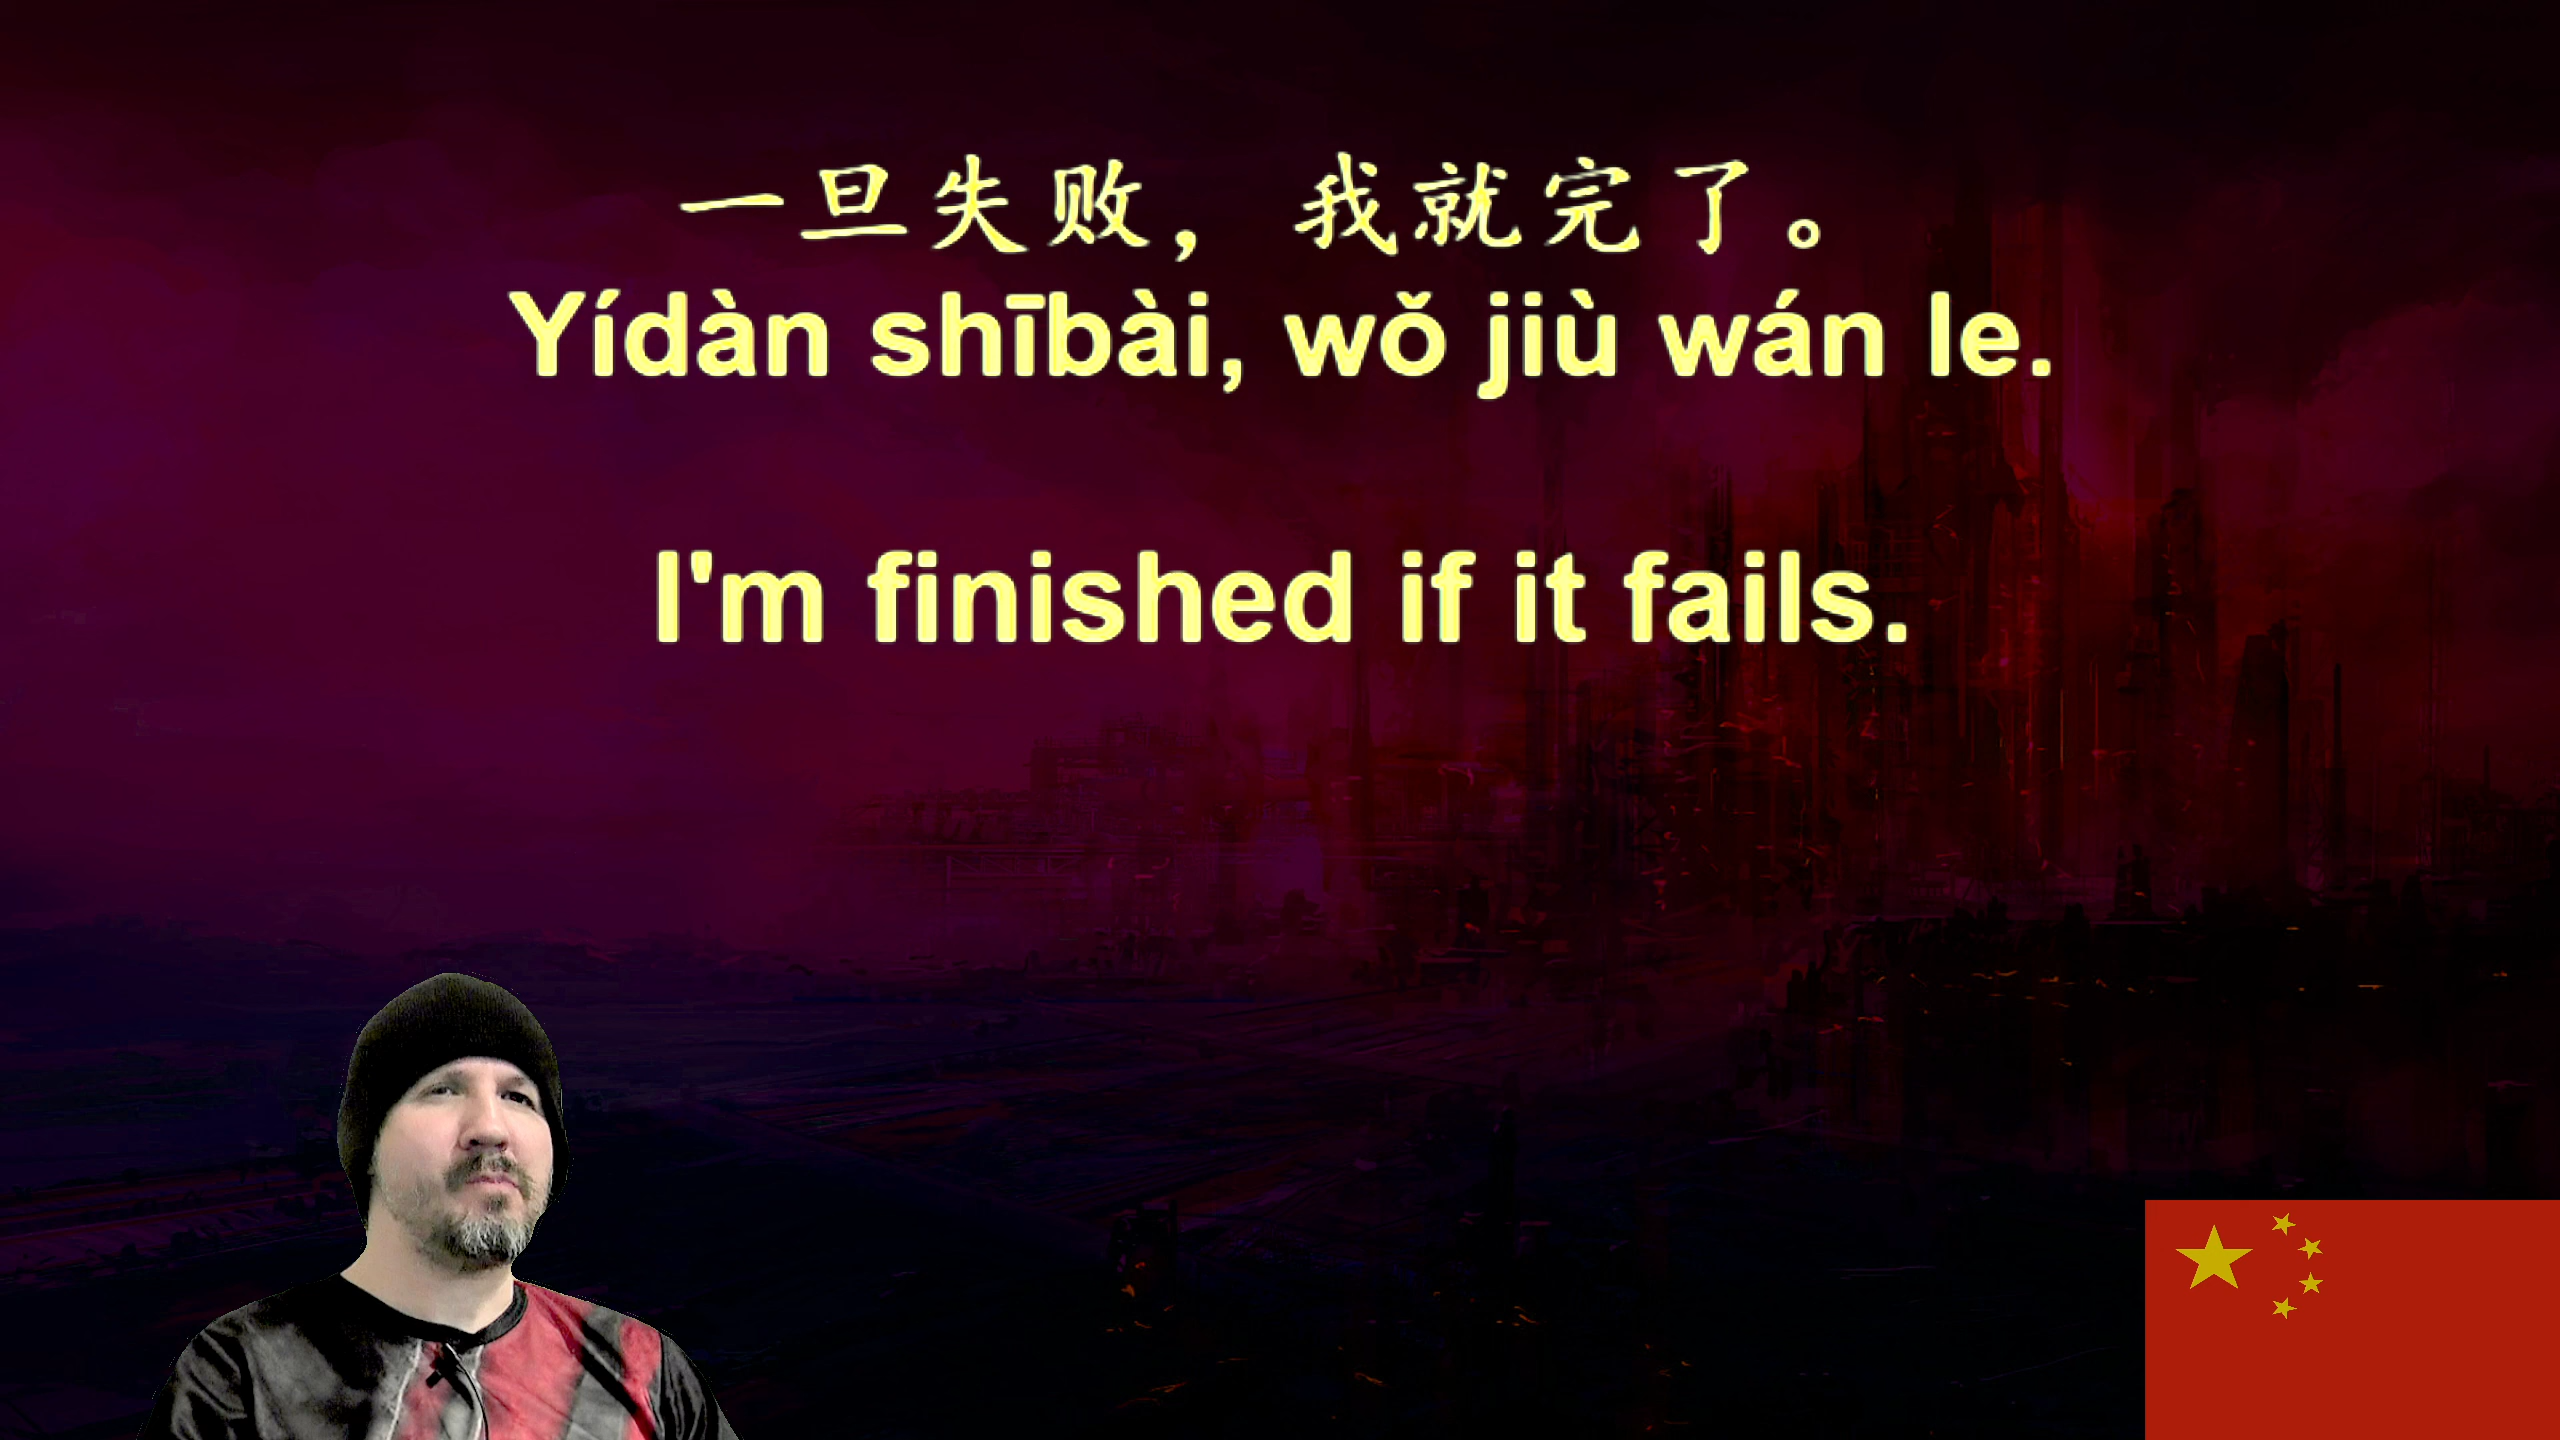 一旦失败，我就完了。
Yídàn shībài, wǒ jiù wán le.
I'm finished if it fails.